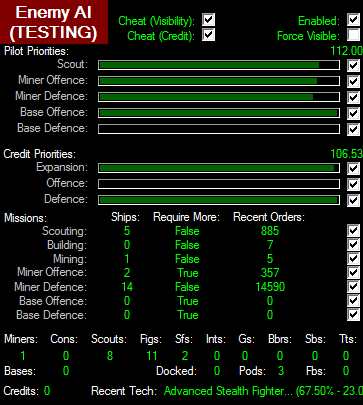 Enemy AI
(TESTING)
Cheat (Visibility):
Enabled:
Cheat (Credit):
Force Visible:
Pilot Priorities:
112.00
Scout:
Miner Offence:
Miner Defence:
Base Offence:
Base Defence:
Credit Priorities:
106.53
Expansion:
Offence:
Defence:
Missions: Ships: Require More: Recent Orders:
Scouting: 5 False 885
Building: 0 False 7
Mining: 1 False 5
Miner Offence: 2 True 357
Miner Defence: 14 False 14590
Base Offence: 0 True 0
Base Defence: 0 True 0
Miners: Cons: Scouts: Figs: Sfs: Ints: Gs: Bbrs: Sbs: Tts:
1 0 8 11 2 0 0 0 0 0
Bases: 0 Docked: 0 Pods: 3 Fbs: 0
Credits: 0 Recent Tech: Advanced Stealth Fighter... (67.50% - 23.0